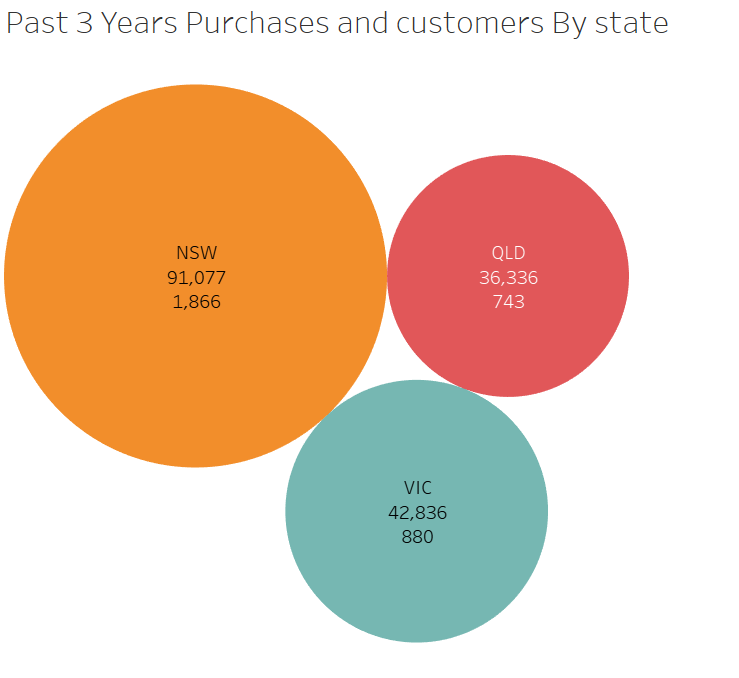 Past 3 Years Purchases and customers By state
NSW
91,077
1,866
QLD
36,336
743
VIC
42,836
880